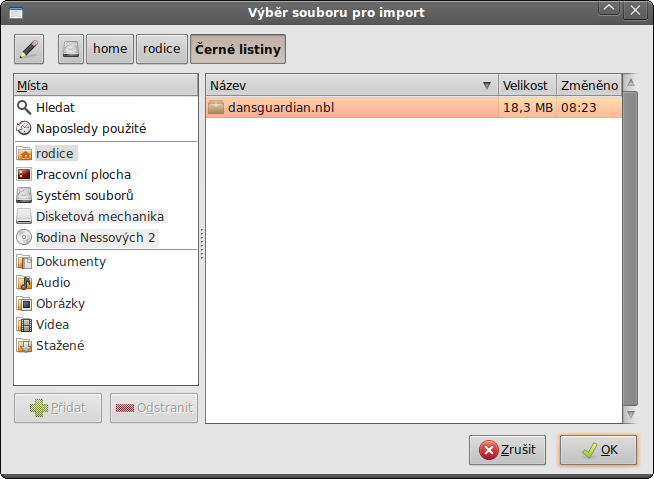 Výběr souboru pro import
home rodice Černé listiny
Místa
Hledat
Naposledy použité
rodice
Pracovní plocha
Systém souborů
Disketová mechanika
Rodina Nessových 2
Dokumenty
Audio
Obrázky
Videa
Stažené
Přidat Odstranit
Název Velikost Změněno
dansguardian.nbl 18,3 MB 08:23
Zrušit OK